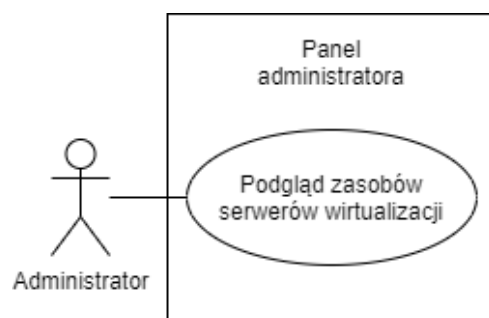 Panel
administratora
Podgląd zasobów
serwerów wirtualizacji
Administrator